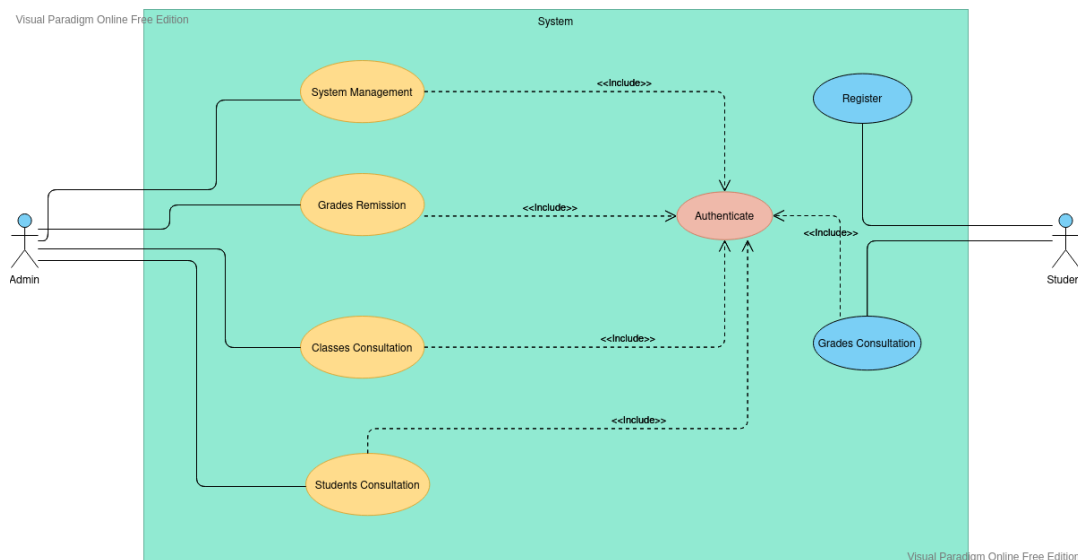 Visual Paradigm Online Free Edition
System
System Management
<<Include>>
Register
Grades Remission
<<Include>>
Authenticate
<<Include>>
Admin
Studen
Classes Consultation
<<Include>>
Grades Consultation
<<Include>>
Students Consultation
Visual Paradigm Online Free Edition